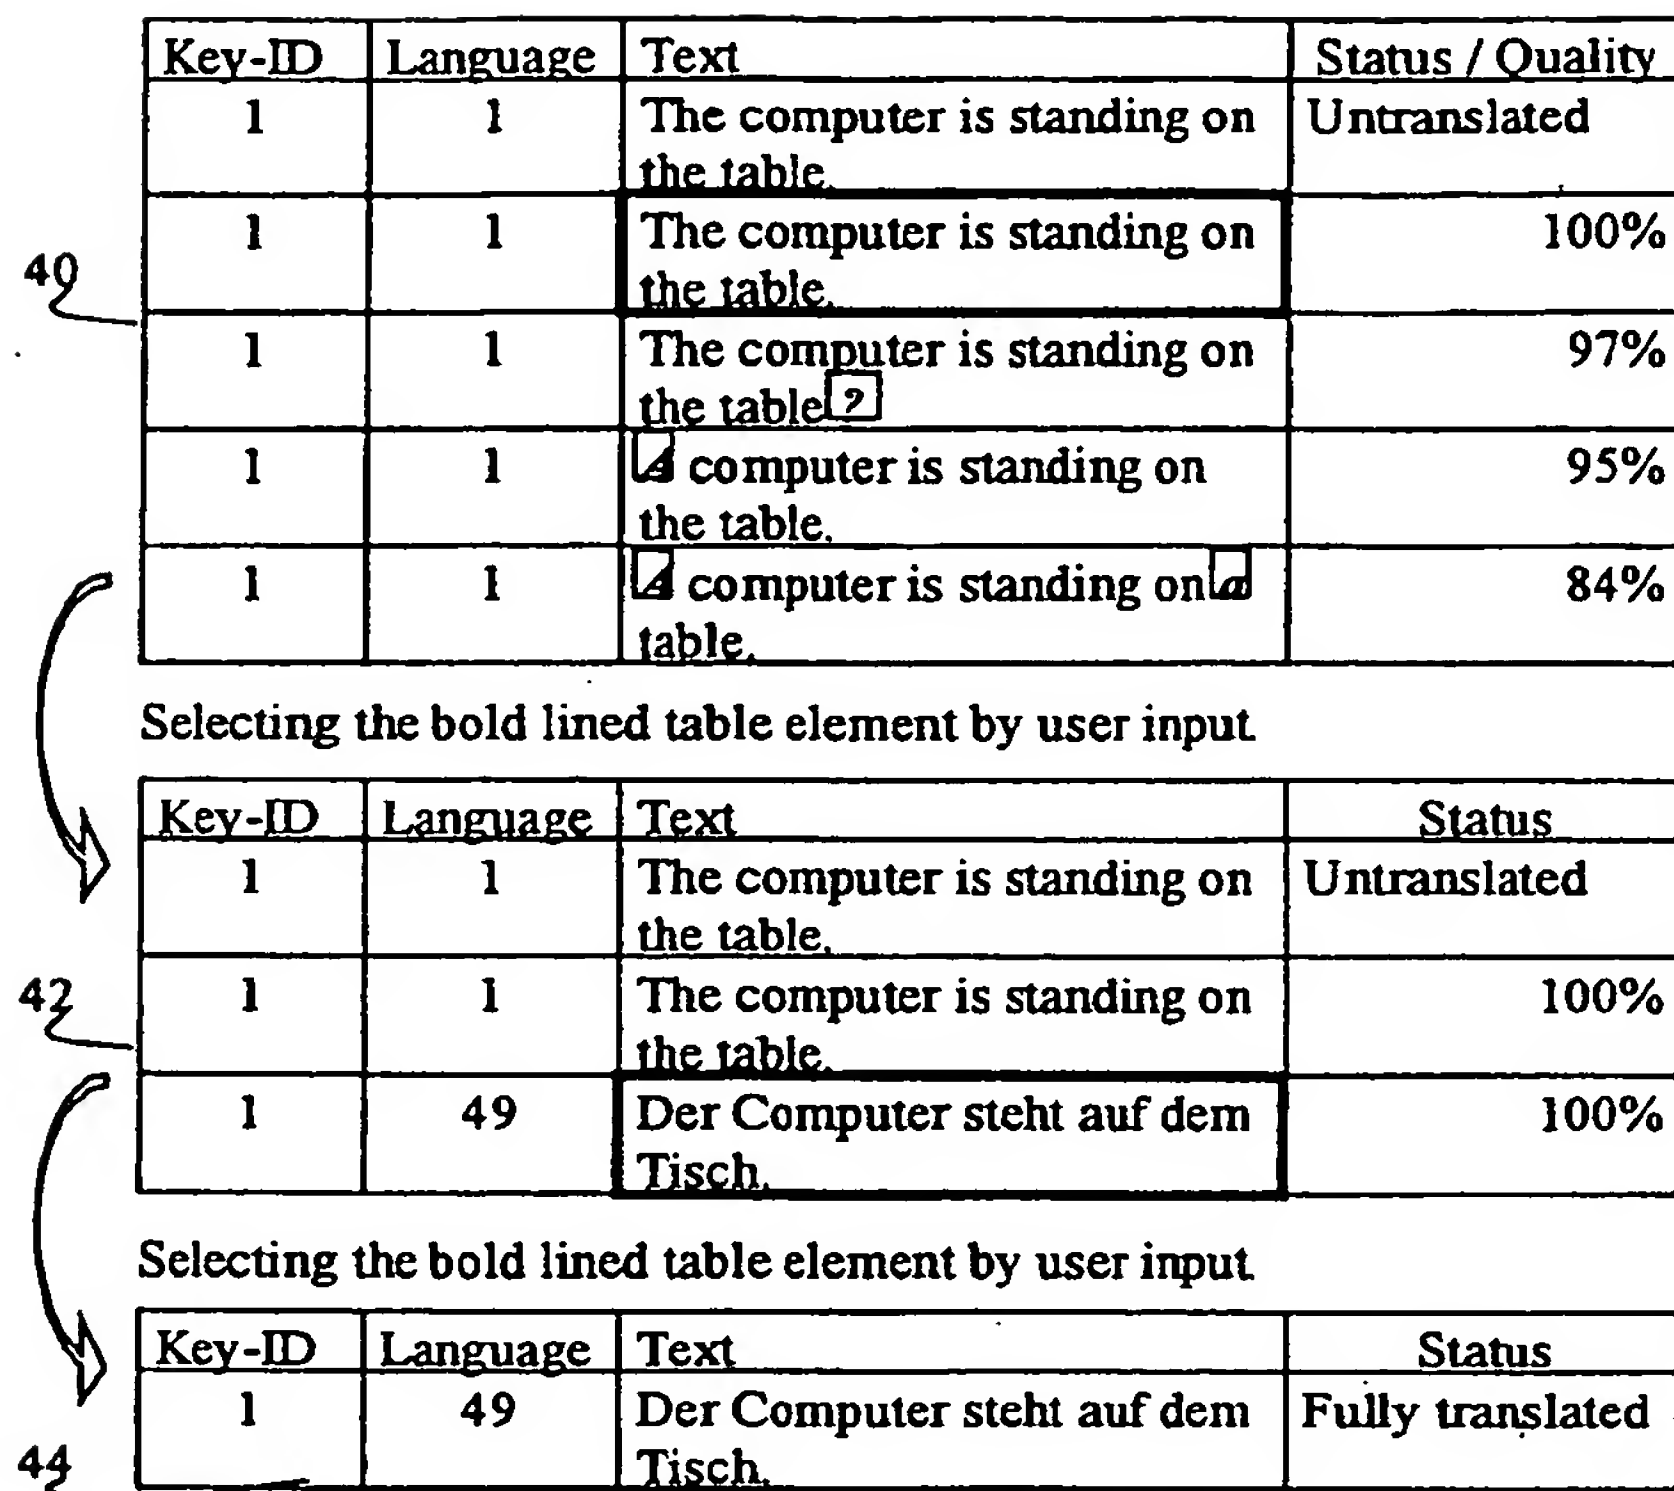 Key-ID Language Text Status / Quality
1 1 The computer is standing on Untranslated
the table.
1 1 The computer is standing on 100%
the table.
40
1 1 The computer is standing on 97%
the table?
1 1 A computer is standing on 95%
the table.
1 1 A computer is standing on a 84%
table.
Selecting the bold lined table element by user input.
Key-ID Language Text Status
1 1 The computer is standing on Untranslated
the table.
42
1 1 The computer is standing on 100%
the table.
1 49 Der Computer steht auf dem 100%
Tisch.
Selecting the bold lined table element by user input.
Key-ID Language Text Status
1 49 Der Computer steht auf dem Fully translated
44
Tisch.